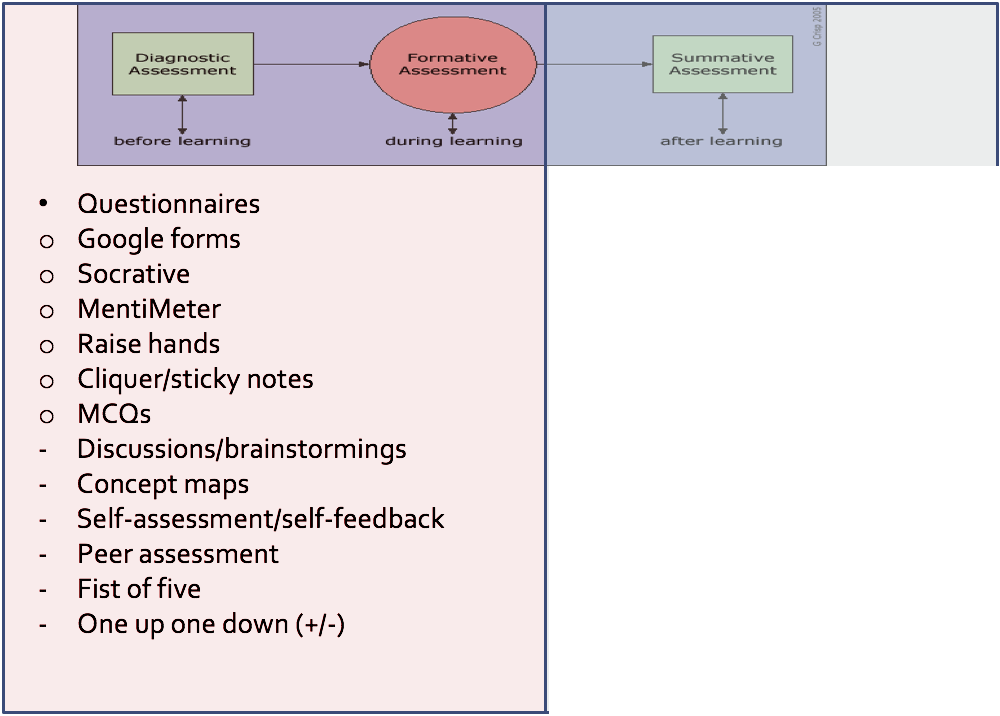 Diagnostic
Assessment
Formative
Assessment
Summative
Assessment
G Crisp 2005
before learning
during learning
after learning
• Questionnaires
o Google forms
o Socrative
o MentiMeter
o Raise hands
o Cliquer/sticky notes
o MCQs
- Discussions/brainstormings
- Concept maps
- Self-assessment/self-feedback
- Peer assessment
- Fist of five
- One up one down (+/-)